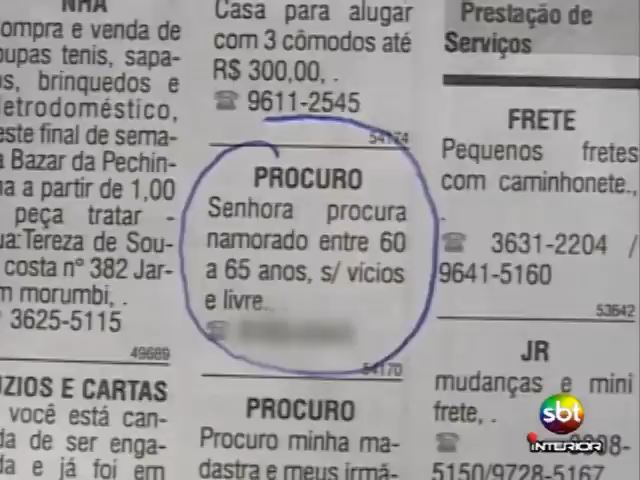 NHA
ompra e venda de
oupas tenis, sapa-
s, brinquedos e
letrodoméstico,
este final de sema-
a Bazar da Pechin-
na a partir de 1,00
peça tratar -
ua:Tereza de Sou-
costa n° 382 Jar-
m morumbi, .
3625-5115
49689
ZIOS E CARTAS
você está can-
da de ser enga-
da e já foi em
Casa para alugar
com 3 cômodos até
R$ 300,00, .
☎ 9611-2545
54174
PROCURO
Senhora procura
namorado entre 60
a 65 anos, s/ vícios
e livre.
☎
54170
PROCURO
Procuro minha ma-
drasta e meus irmã-
Prestação de
Serviços
FRETE
Pequenos fretes
com caminhonete.,
.
☎ 3631-2204 /
9641-5160
53642
JR
mudanças e mini
frete, .
☎ 08-
5150/9728-5167
sbt
INTERIOR